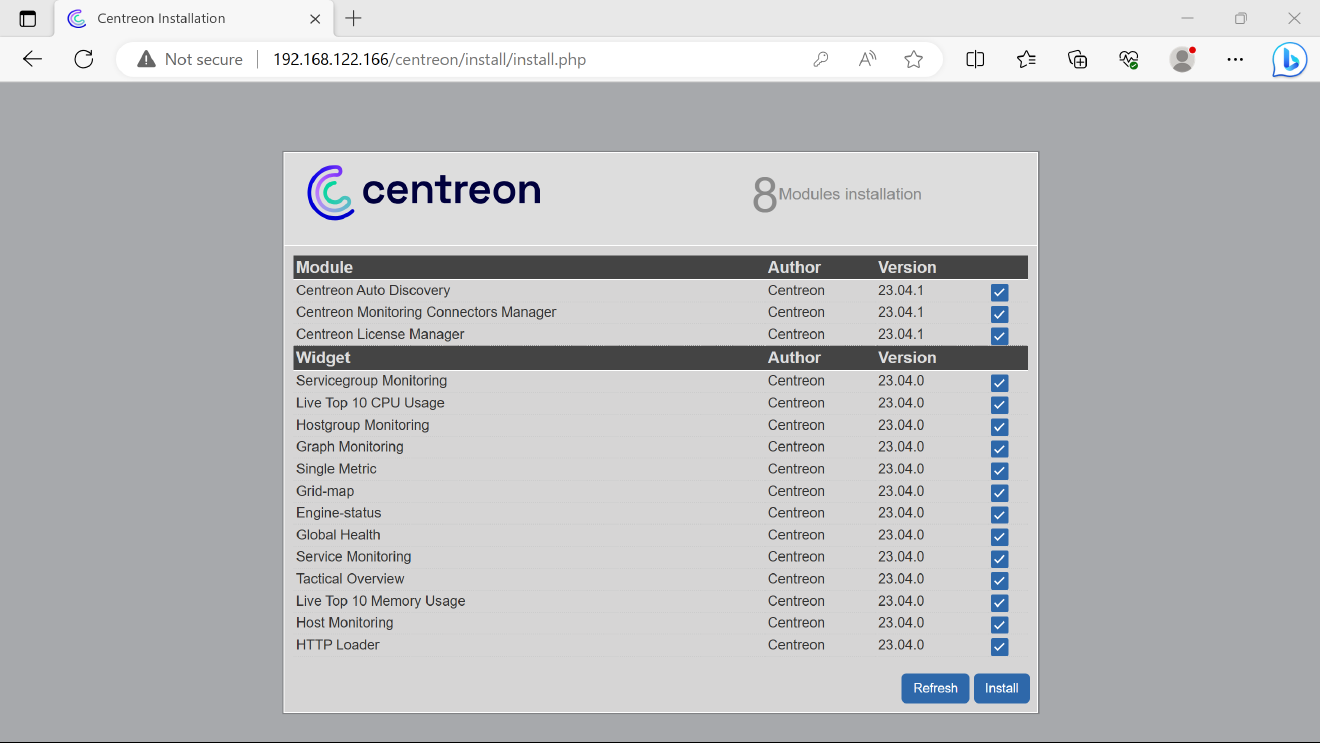 Centreon Installation
Not secure 192.168.122.166/centreon/install/install.php
centreon
8 Modules installation
Module Author Version
Centreon Auto Discovery Centreon 23.04.1
Centreon Monitoring Connectors Manager Centreon 23.04.1
Centreon License Manager Centreon 23.04.1
Widget Author Version
Servicegroup Monitoring Centreon 23.04.0
Live Top 10 CPU Usage Centreon 23.04.0
Hostgroup Monitoring Centreon 23.04.0
Graph Monitoring Centreon 23.04.0
Single Metric Centreon 23.04.0
Grid-map Centreon 23.04.0
Engine-status Centreon 23.04.0
Global Health Centreon 23.04.0
Service Monitoring Centreon 23.04.0
Tactical Overview Centreon 23.04.0
Live Top 10 Memory Usage Centreon 23.04.0
Host Monitoring Centreon 23.04.0
HTTP Loader Centreon 23.04.0
Refresh Install